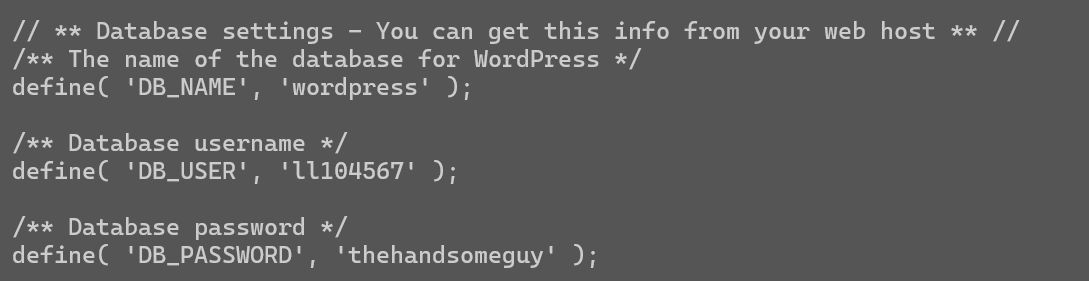 // ** Database settings - You can get this info from your web host ** //
/** The name of the database for WordPress */
define( 'DB_NAME', 'wordpress' );
/** Database username */
define( 'DB_USER', 'll104567' );
/** Database password */
define( 'DB_PASSWORD', 'thehandsomeguy' );